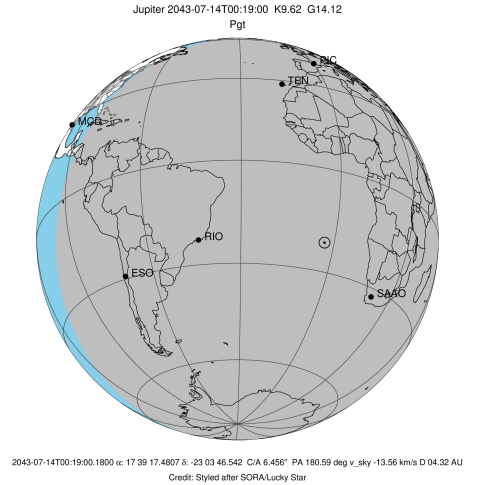 Jupiter 2043-07-14T00:19:00 K9.62 G14.12
Pgt
PIC
TEN
MCD
RIO
ESO
SAAO
2043-07-14T00:19:00.1800 α: 17 39 17.4807 δ: -23 03 46.542 C/A 6.456" PA 180.59 deg v_sky -13.56 km/s D 04.32 AU
Credit: Styled after SORA/Lucky Star